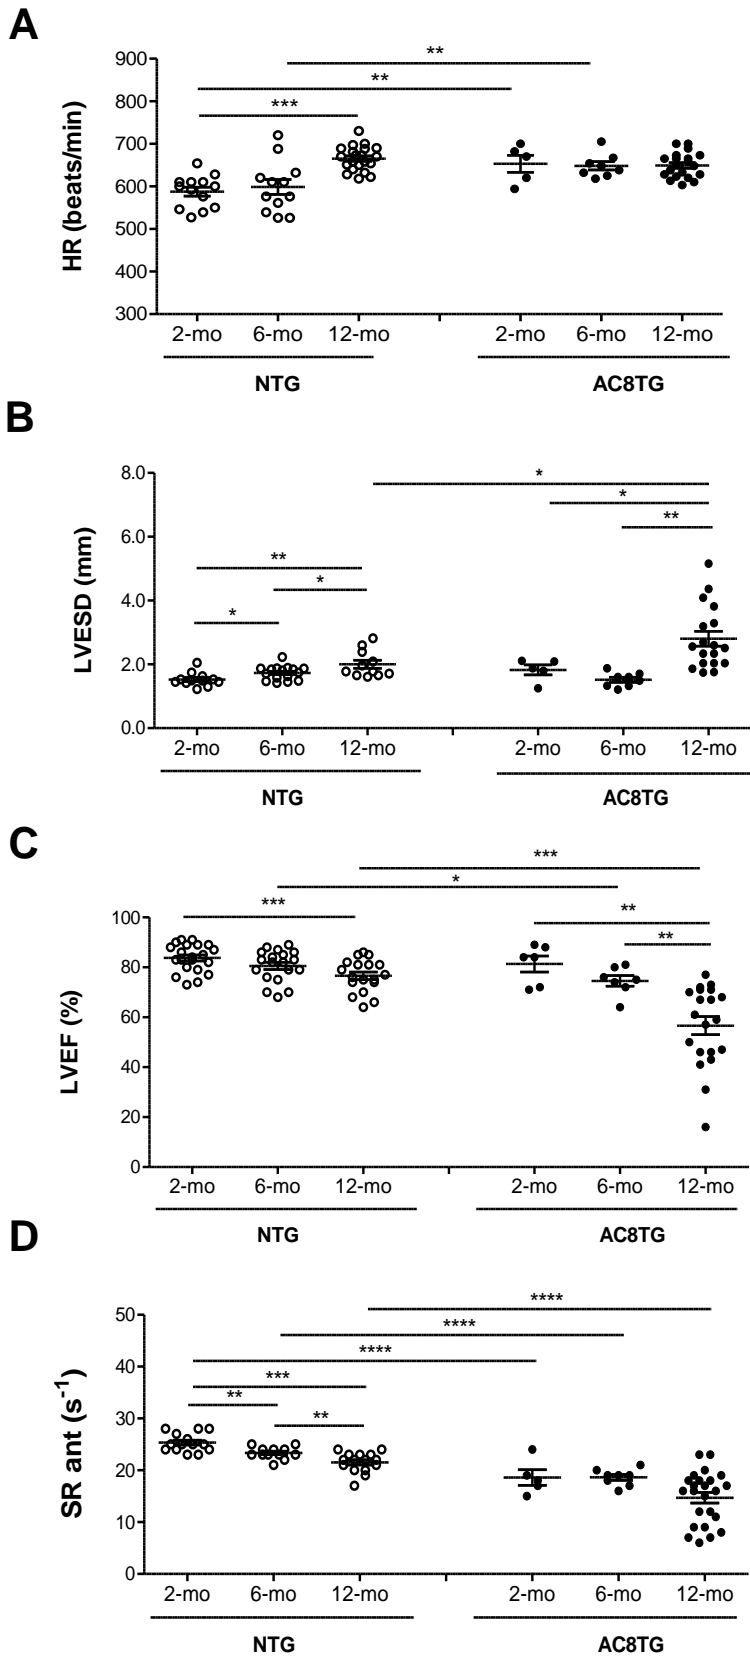 A
HR (beats/min)
900
800
700
600
500
400
300
**
**
***
2-mo 6-mo 12-mo 2-mo 6-mo 12-mo
NTG AC8TG
B
LVESD (mm)
8.0
6.0
4.0
2.0
0.0
*
*
**
**
*
*
2-mo 6-mo 12-mo 2-mo 6-mo 12-mo
NTG AC8TG
C
LVEF (%)
100
80
60
40
20
0
***
*
***
**
**
2-mo 6-mo 12-mo 2-mo 6-mo 12-mo
NTG AC8TG
D
SR ant (s⁻¹)
50
40
30
20
10
0
****
****
****
***
**
**
2-mo 6-mo 12-mo 2-mo 6-mo 12-mo
NTG AC8TG